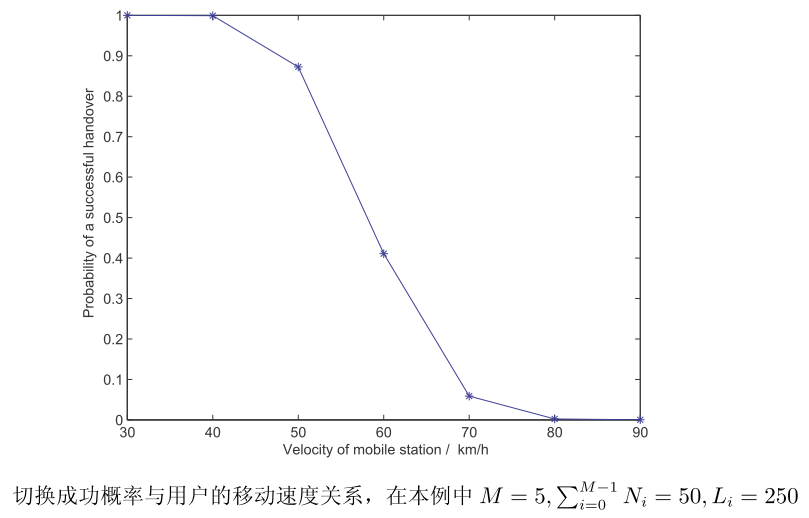 Probability of a successful handover
1
0.9
0.8
0.7
0.6
0.5
0.4
0.3
0.2
0.1
0
30 40 50 60 70 80 90
Velocity of mobile station / km/h
切换成功概率与用户的移动速度关系，在本例中 $M = 5, \sum_{i=0}^{M-1} N_i = 50, L_i = 250$